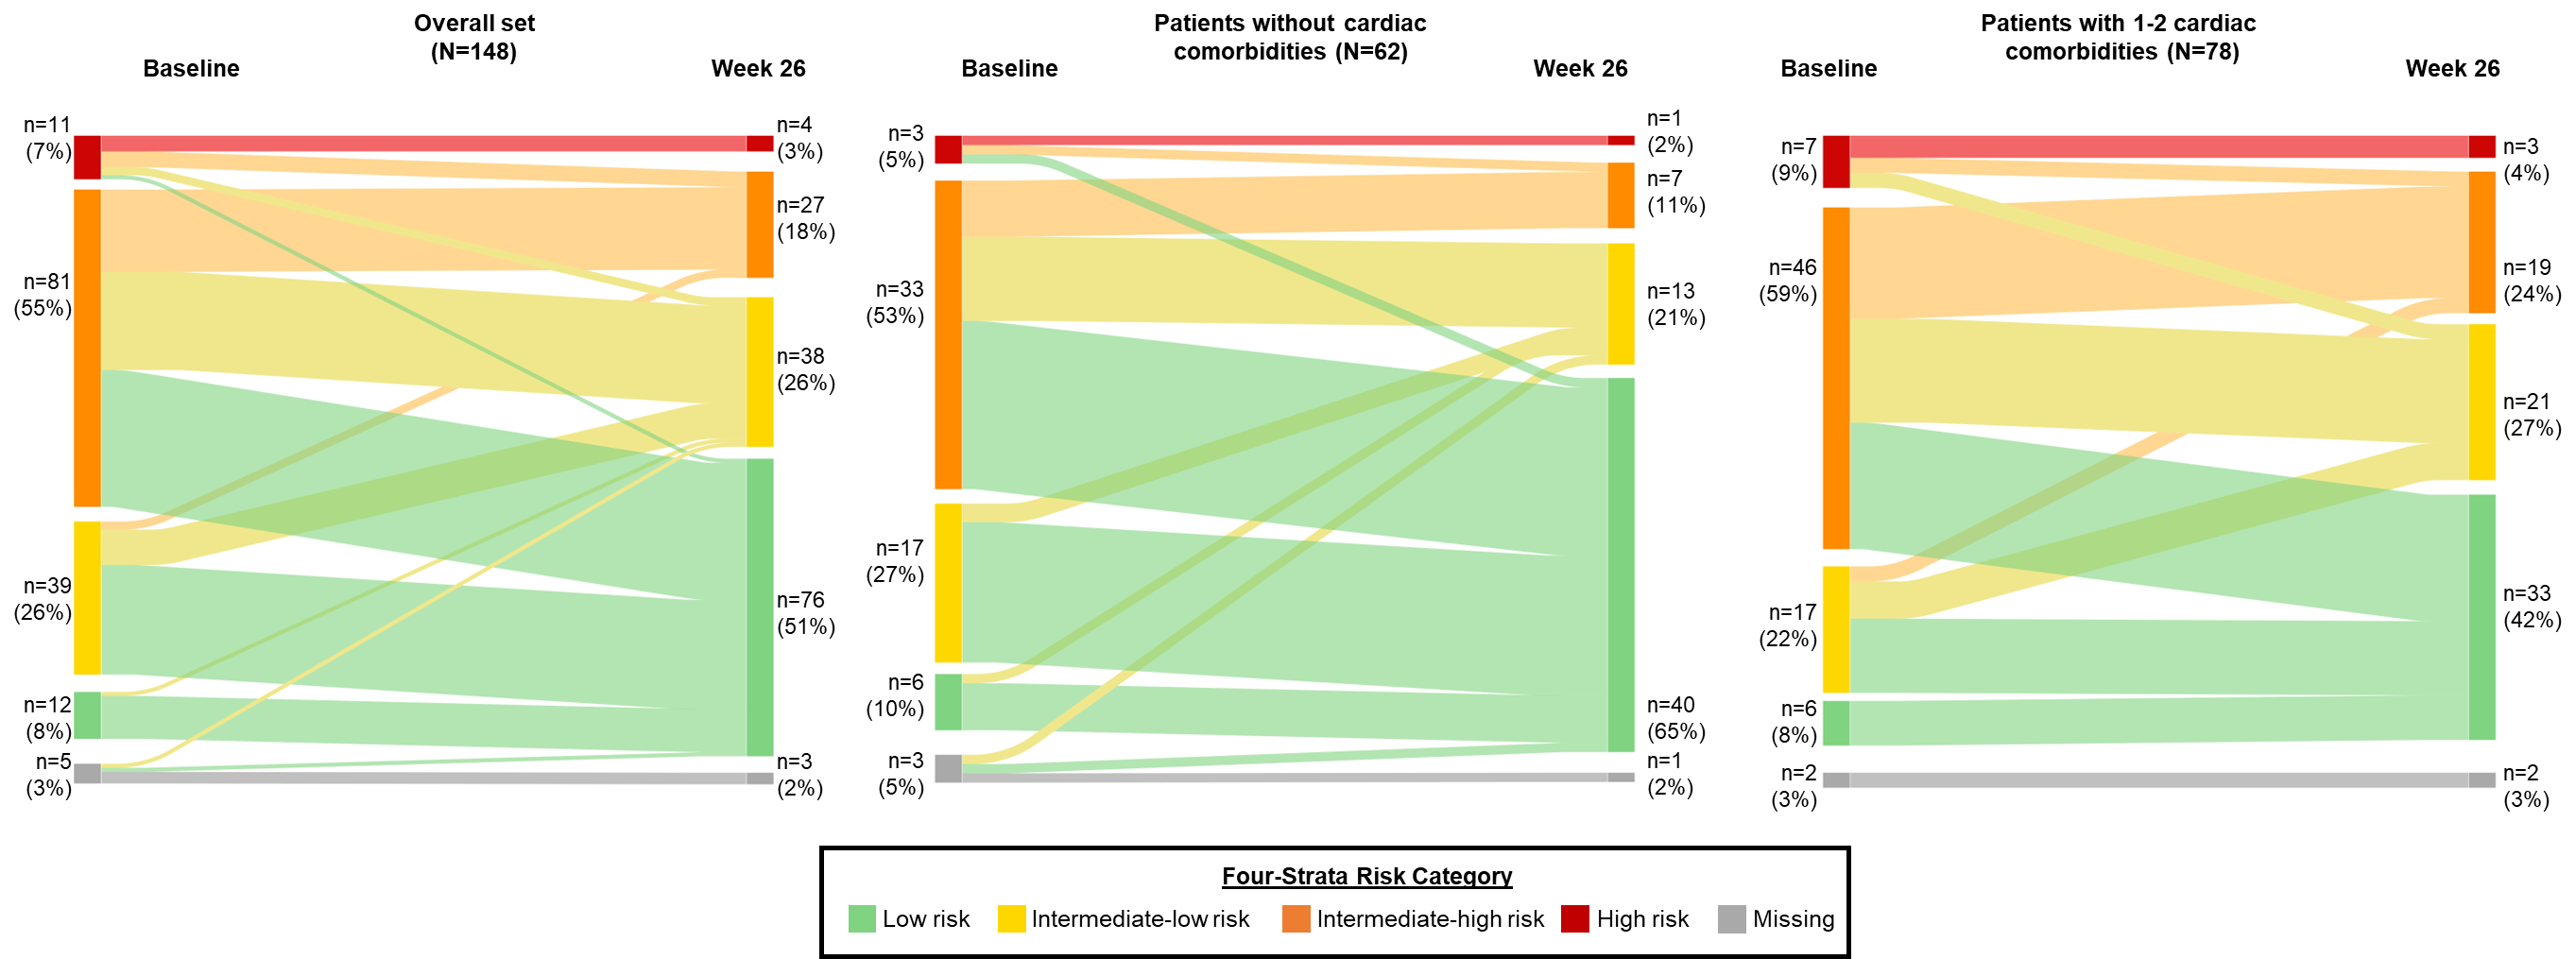 Overall set
(N=148)
Baseline
Week 26
n=11
(7%)
n=81
(55%)
n=39
(26%)
n=12
(8%)
n=5
(3%)
n=4
(3%)
n=27
(18%)
n=38
(26%)
n=76
(51%)
n=3
(2%)
Patients without cardiac
comorbidities (N=62)
Baseline
Week 26
n=3
(5%)
n=33
(53%)
n=17
(27%)
n=6
(10%)
n=3
(5%)
n=1
(2%)
n=7
(11%)
n=13
(21%)
n=40
(65%)
n=1
(2%)
Patients with 1-2 cardiac
comorbidities (N=78)
Baseline
Week 26
n=7
(9%)
n=46
(59%)
n=17
(22%)
n=6
(8%)
n=2
(3%)
n=3
(4%)
n=19
(24%)
n=21
(27%)
n=33
(42%)
n=2
(3%)
Four-Strata Risk Category
Low risk Intermediate-low risk Intermediate-high risk High risk Missing